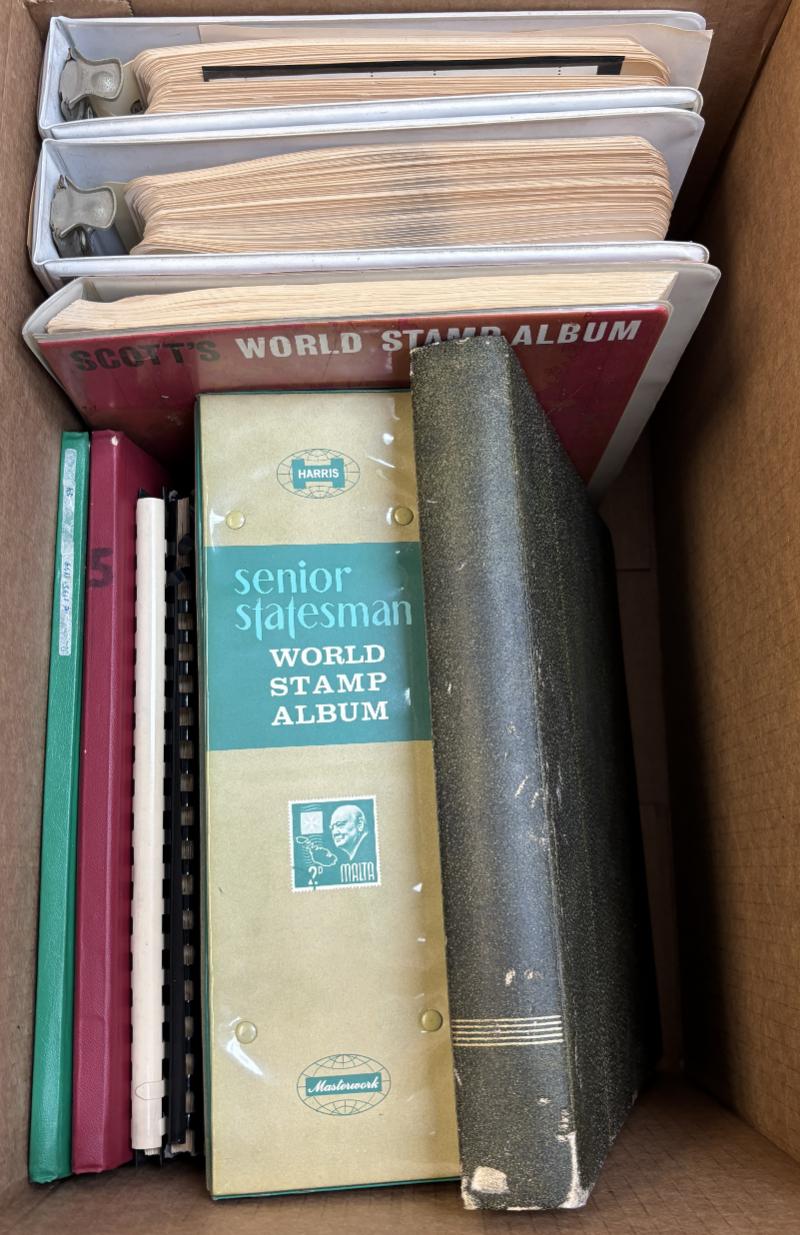 SCOTT'S WORLD STAMP ALBUM
5
HARRIS
senior
statesman
WORLD
STAMP
ALBUM
2D
MALTA
Masterwork